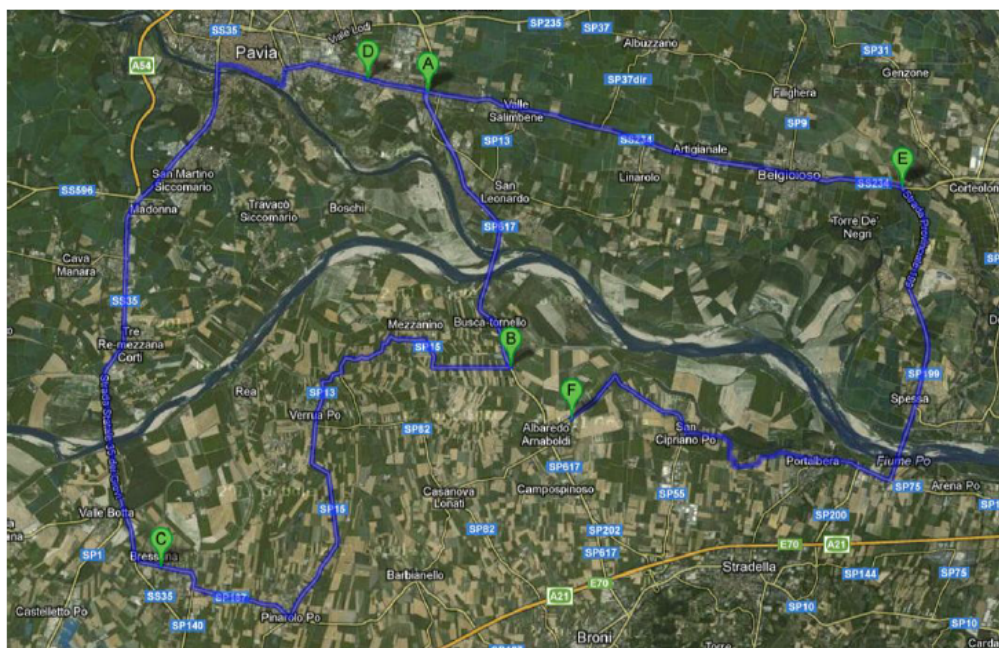 SP235
SS35
Viale Lodi
SP37
Pavia
D
A
Albuzzano
SP31
A54
Genzone
SP37dir
Filighera
Valle
Salimbene
SP9
SP13
SS234
Artigianale
San Martino
Siccomario
Belgioioso
E
SS596
San
Leonardo
Linarolo
SS234
Corteolon
Madonna
Travacò
Siccomario
Boschi
SP617
Torre De'
Negri
Cava
Manara
SS35
Mezzanino
Busca-tornello
B
Tre
Re-mezzana
Corti
SP15
SP199
Rea
SP13
F
Spessa
Verrua Po
SP82
Albaredo
Arnaboldi
San
Cipriano Po
Portalbera
Fiume Po
SP617
SP75
Arena Po
Casanova
Lonati
Campospinoso
SP55
Valle Botta
SP15
SP200
C
SP82
SP202
SP1
Bressana
SP617
E70
A21
Barbianello
Stradella
E70
SP144
SP75
Castelletto Po
SS35
SP187
A21
SP10
Pinarolo Po
SP140
SP10
Broni
Torre